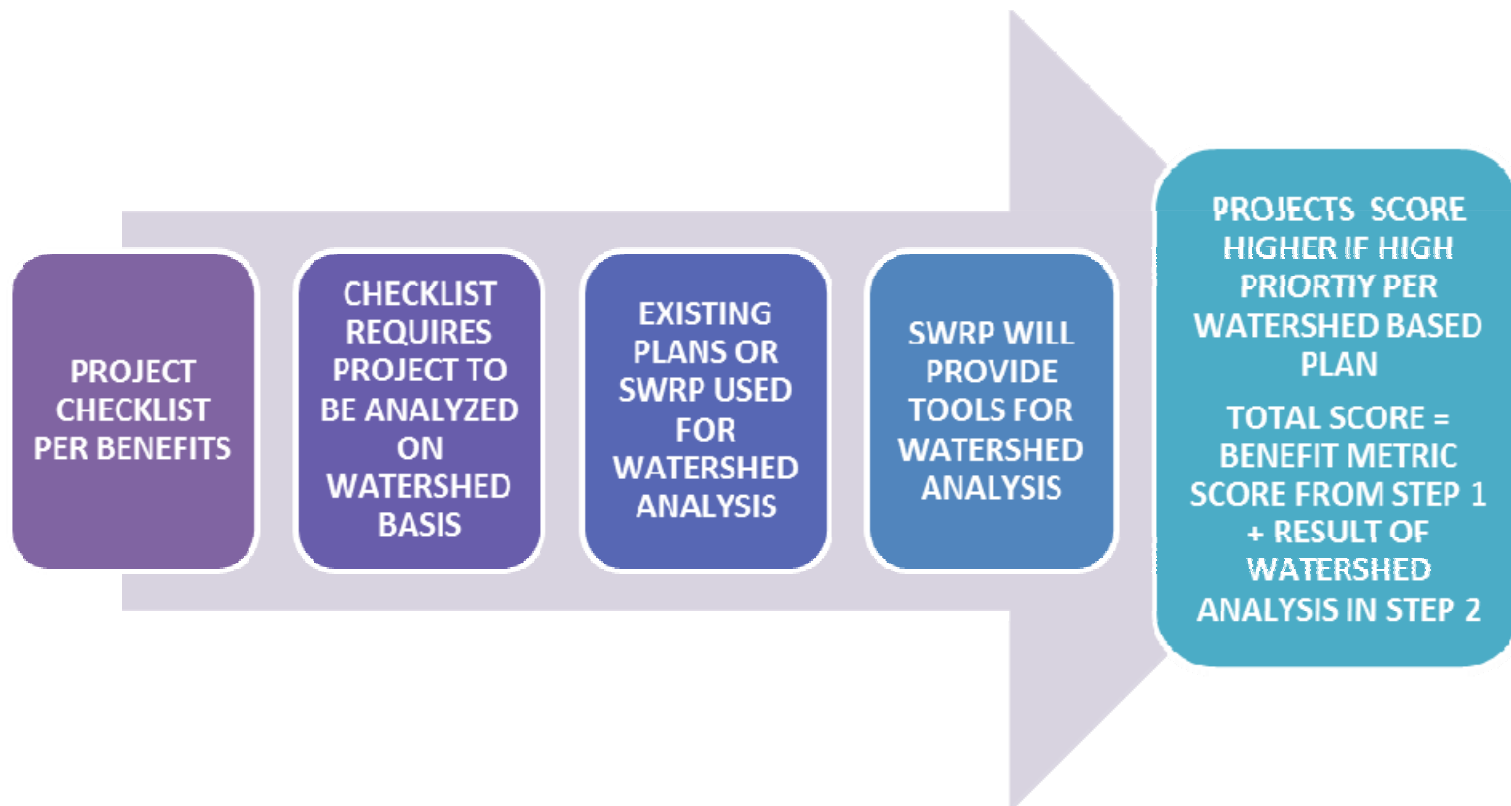 PROJECT
CHECKLIST
PER BENEFITS
CHECKLIST
REQUIRES
PROJECT TO
BE ANALYZED
ON
WATERSHED
BASIS
EXISTING
PLANS OR
SWRP USED
FOR
WATERSHED
ANALYSIS
SWRP WILL
PROVIDE
TOOLS FOR
WATERSHED
ANALYSIS
PROJECTS SCORE
HIGHER IF HIGH
PRIORTIY PER
WATERSHED BASED
PLAN
TOTAL SCORE =
BENEFIT METRIC
SCORE FROM STEP 1
+ RESULT OF
WATERSHED
ANALYSIS IN STEP 2